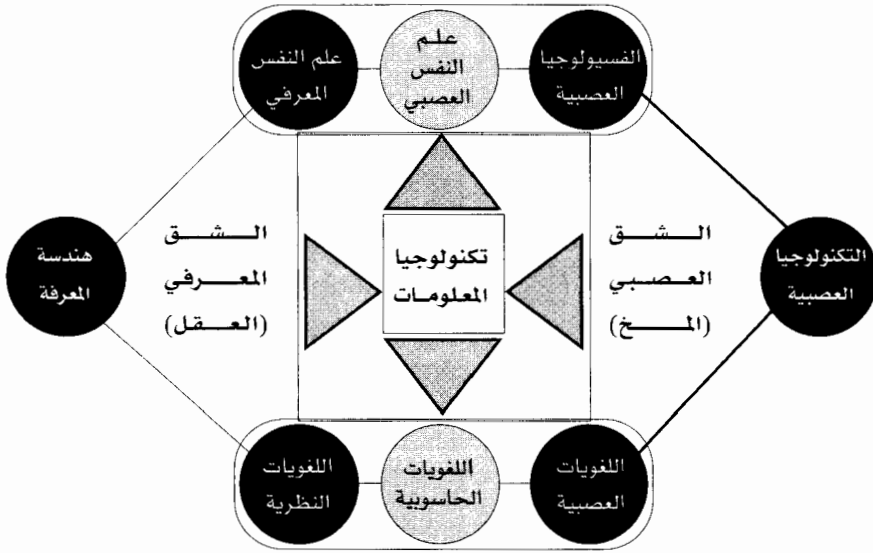 الفسيولوجيا
العصبية
علم
النفس
العصبي
علم النفس
المعرفي
التكنولوجيا
العصبية
الشق
العصبي
(المخ)
تكنولوجيا
المعلومات
الشق
المعرفي
(العقل)
هندسة
المعرفة
اللغويات
العصبية
اللغويات
الحاسوبية
اللغويات
النظرية